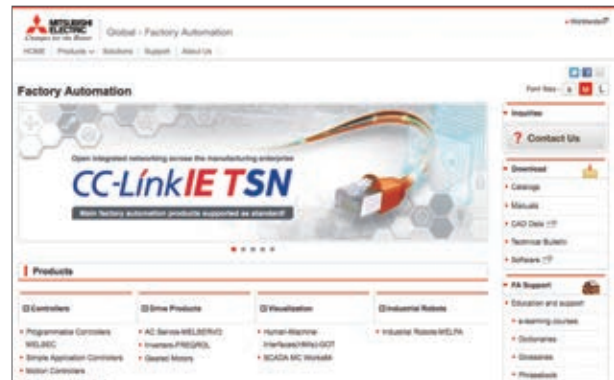 MITSUBISHI
ELECTRIC
Changes for the Better
Global - Factory Automation
Worldwide
HOME Products Solutions Support About Us
Font Size: S M L
Factory Automation
Open integrated networking across the manufacturing enterprise
CC-Link IE TSN
Main factory automation products supported as standard!
Inquiries
? Contact Us
Download
Catalogs
Manuals
CAD Data
Technical Bulletin
Software
Products
Controllers
Programmable Controllers
MELSEC
Simple Application Controllers
Motion Controllers
Drive Products
AC Servos-MELSERVO
Inverters-FREQROL
Geared Motors
Visualization
Human-Machine
Interfaces(HMIs)-GOT
SCADA MC Works64
Industrial Robots
Industrial Robots-MELFA
FA Support
Education and support
e-learning courses
Dictionaries
Glossaries
Phrasebook